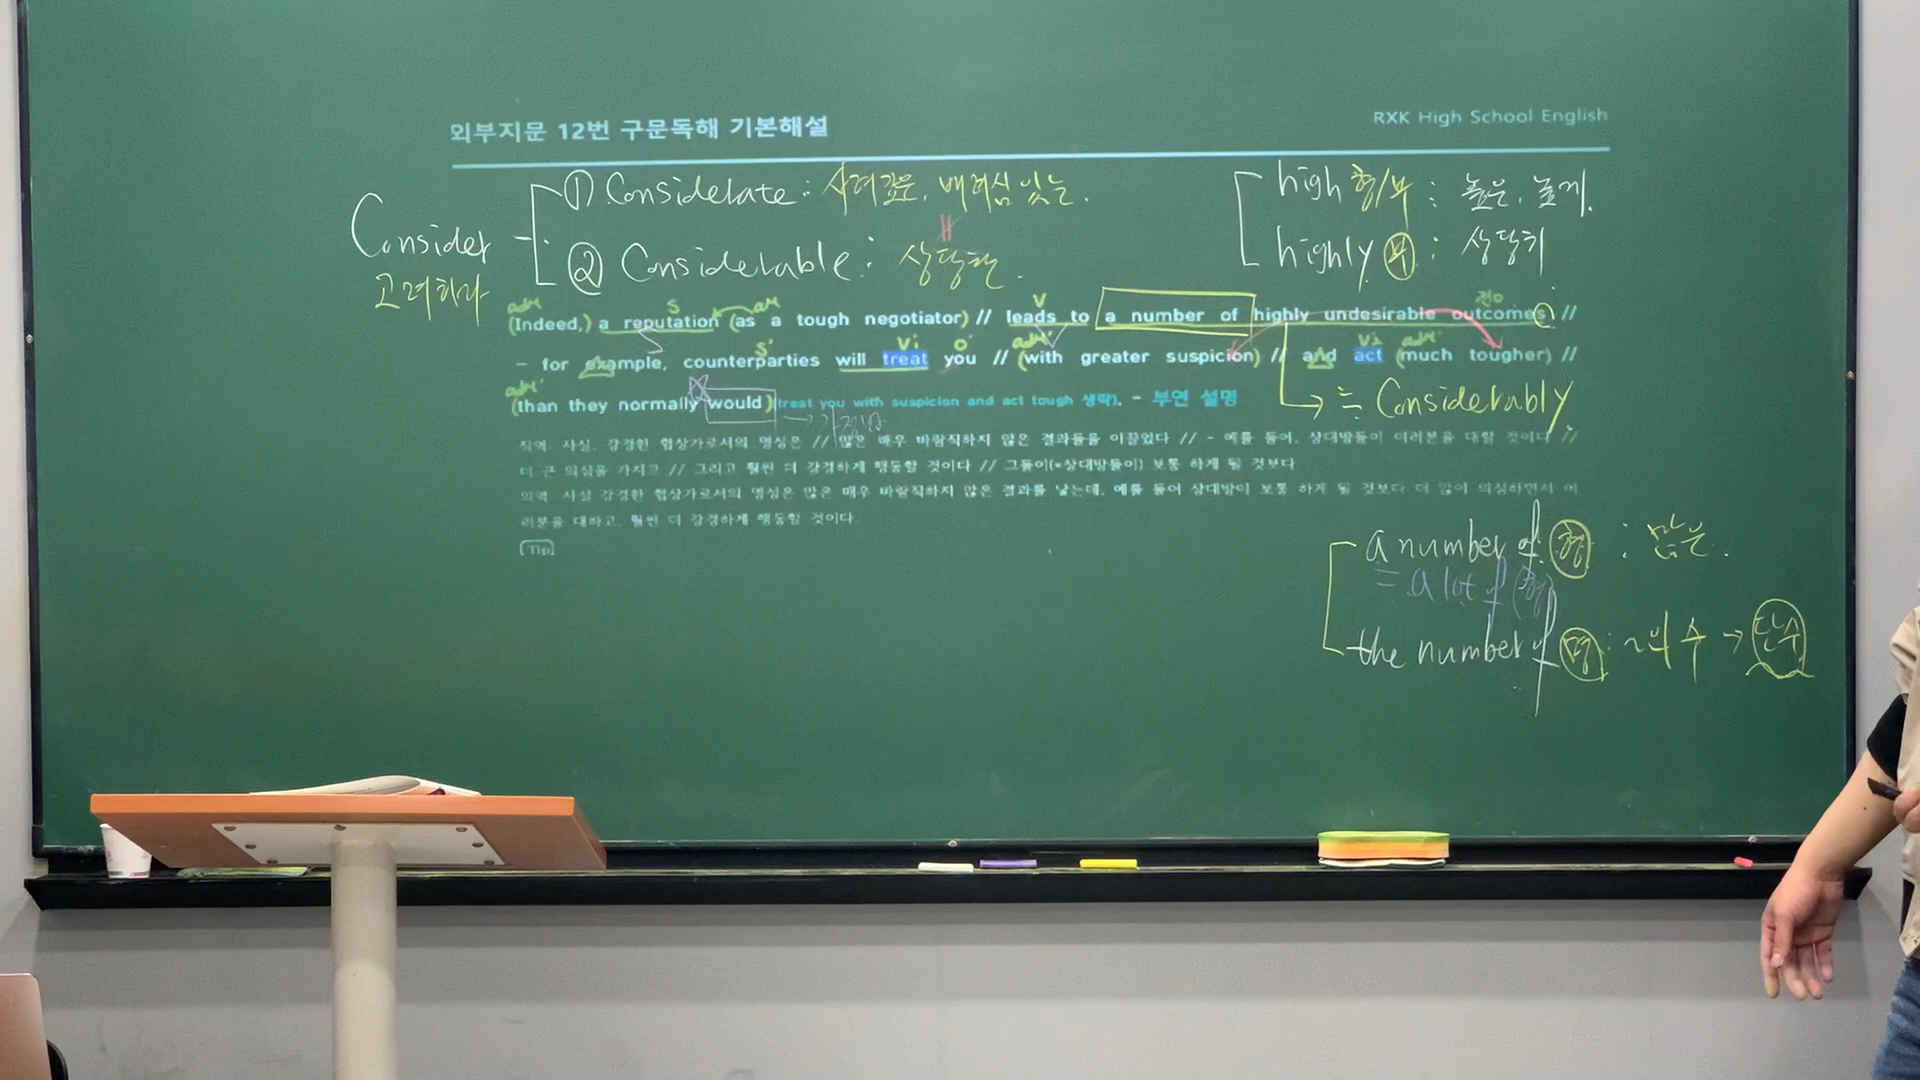 외부지문 12번 구문독해 기본해설
RXK High School English
Consider
고려하다
① Considerate : 사려깊은, 배려심 있는.
② Considerable : 상당한.
high 형/부 : 높은, 높게.
highly 부 : 상당히
adv S adv V 전O
(Indeed,) a reputation (as a tough negotiator) // leads to a number of highly undesirable outcomes //
S' V1 O' V2
- for example, counterparties will treat you // (with greater suspicion) // and act (much tougher) //
(than they normally would) (treat you with suspicion and act tough 생략). - 부연 설명
→ 가정법
→ ≒ Considerably
직역: 사실, 강경한 협상가로서의 명성은 // 많은 매우 바람직하지 않은 결과들을 이끌었다 // - 예를 들어, 상대방들이 여러분을 대할 것이다 //
더 큰 의심을 가지고 // 그리고 훨씬 더 강경하게 행동할 것이다 // 그들이(=상대방들이) 보통 하게 될 것보다
의역: 사실 강경한 협상가로서의 명성은 많은 매우 바람직하지 않은 결과를 낳는데, 예를 들어 상대방이 보통 하게 될 것보다 더 많이 의심하면서 여
러분을 대하고, 훨씬 더 강경하게 행동할 것이다
Tip
a number of 형 : 많은.
= a lot of (형)
the number of 명 : ~의 수 → 단수